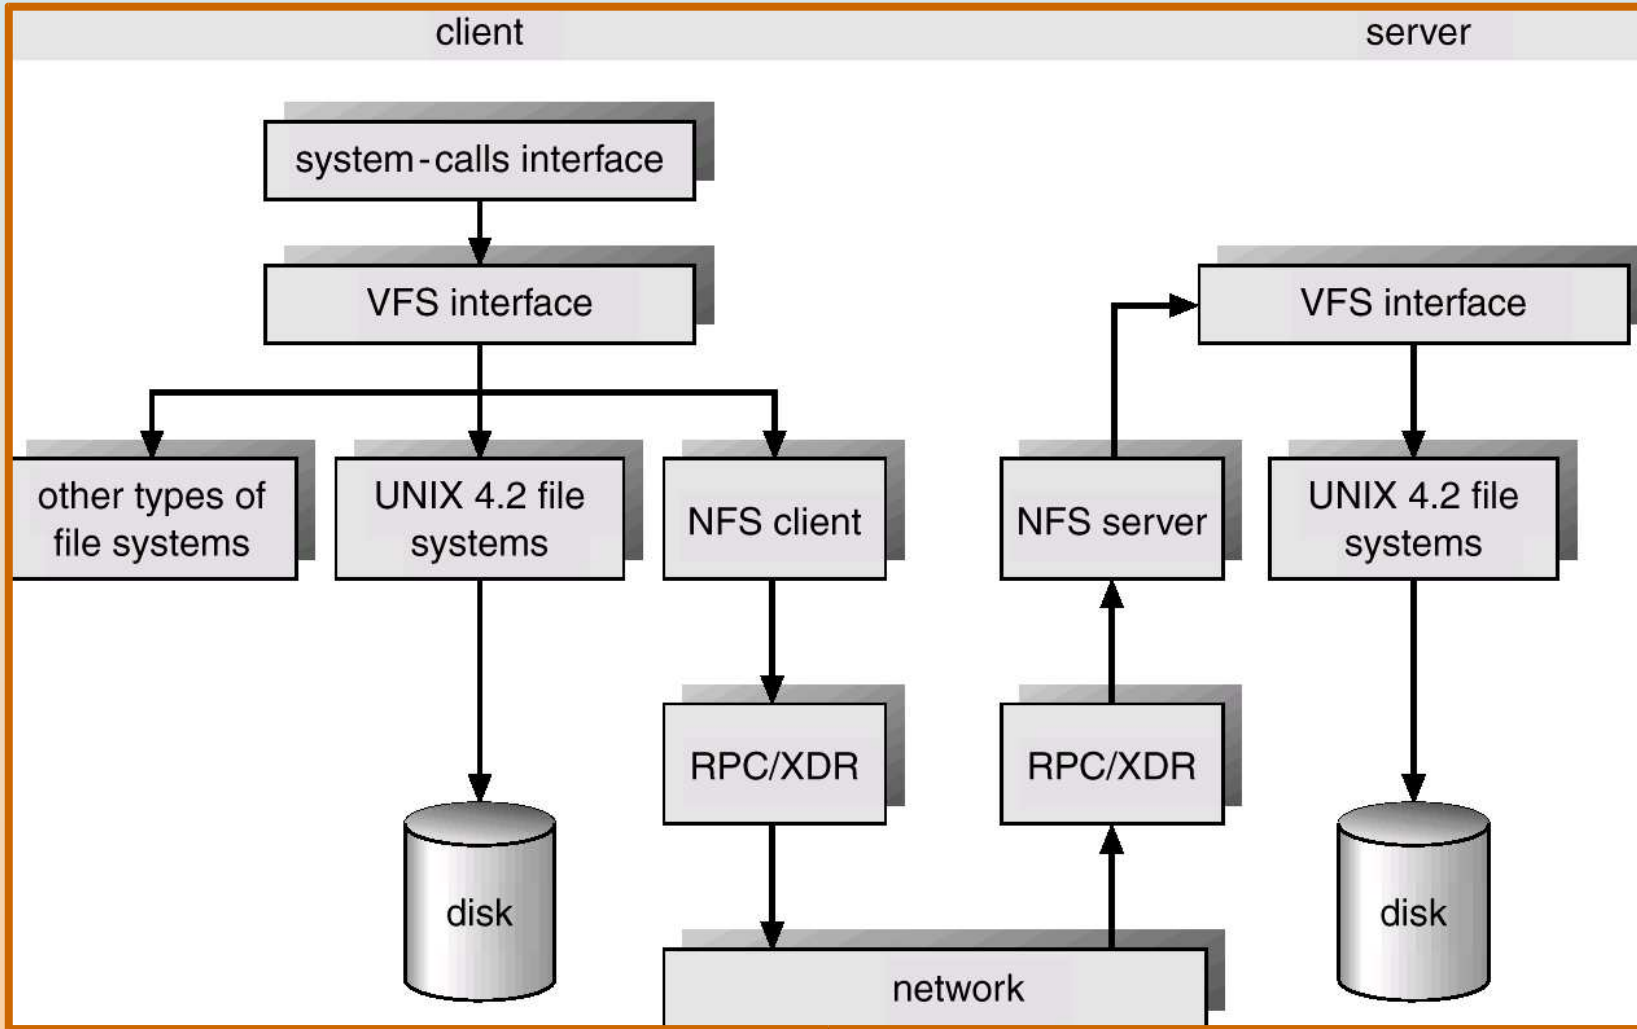 client
server
system-calls interface
VFS interface
VFS interface
other types of
file systems
UNIX 4.2 file
systems
NFS client
NFS server
UNIX 4.2 file
systems
RPC/XDR
RPC/XDR
disk
disk
network